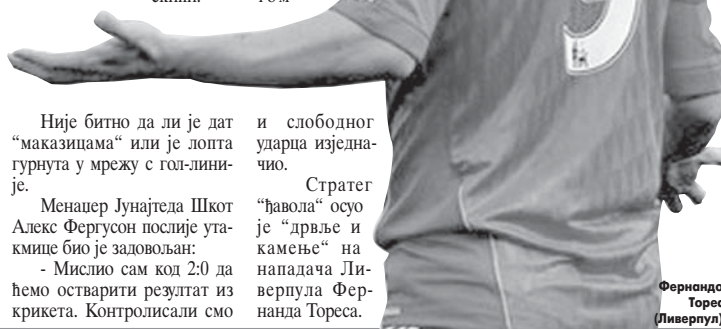 Није битно да ли је дат
“маказицама“ или је лопта
гурнута у мрежу с гол-лини-
је.
Менаџер Јунајтеда Шкот
Алекс Фергусон послије ута-
кмице био је задовољан:
- Мислио сам код 2:0 да
ћемо остварити резултат из
крикета. Контролисали смо
и слободног
ударца изједна-
чио.
Стратег
“ђавола“ осуо
је “дрвље и
камење“ на
нападача Ли-
верпула Фер-
нанда Тореса.
Фернандо
Торес
(Ливерпул)